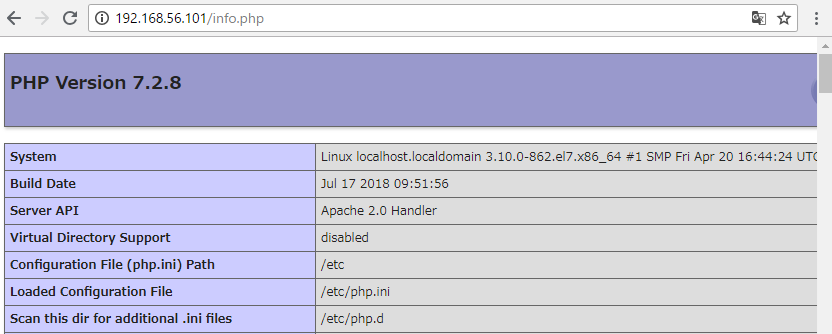 192.168.56.101/info.php
PHP Version 7.2.8
System Linux localhost.localdomain 3.10.0-862.el7.x86_64 #1 SMP Fri Apr 20 16:44:24 UTC
Build Date Jul 17 2018 09:51:56
Server API Apache 2.0 Handler
Virtual Directory Support disabled
Configuration File (php.ini) Path /etc
Loaded Configuration File /etc/php.ini
Scan this dir for additional .ini files /etc/php.d